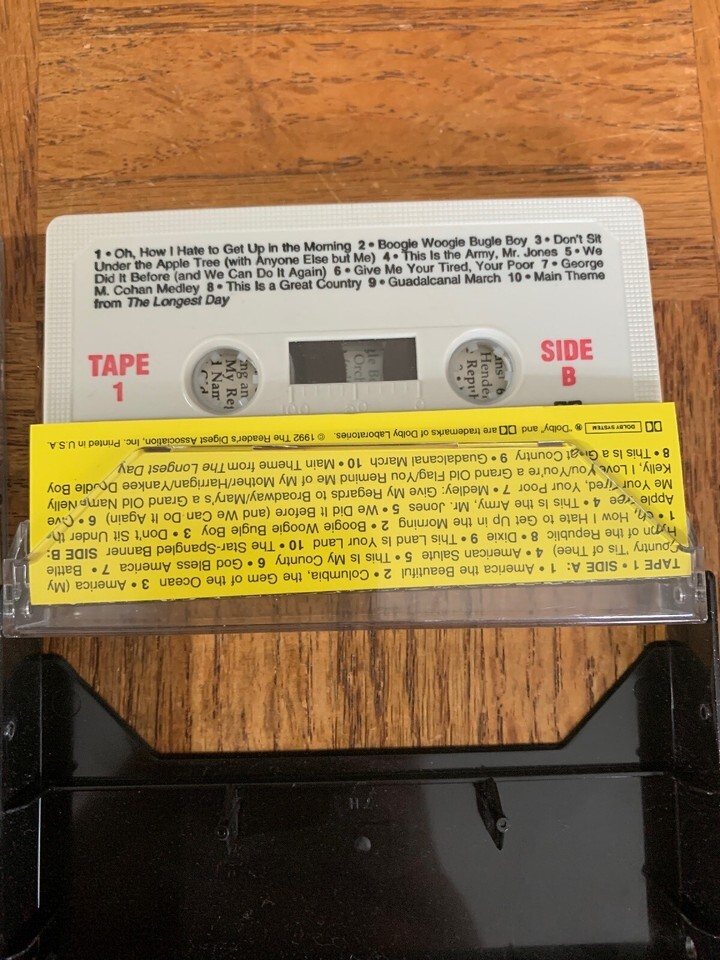 1 • Oh, How I Hate to Get Up in the Morning 2 • Boogie Woogie Bugle Boy 3 • Don't Sit
Under the Apple Tree (with Anyone Else but Me) 4 • This Is the Army, Mr. Jones 5 • We
Did It Before (and We Can Do It Again) 6 • Give Me Your Tired, Your Poor 7 • George
M. Cohan Medley 8 • This Is a Great Country 9 • Guadalcanal March 10 • Main Theme
from The Longest Day
TAPE
1
SIDE
B
TAPE 1 • SIDE A: 1 • America the Beautiful 2 • Columbia, the Gem of the Ocean 3 • America (My
Country 'Tis of Thee) 4 • American Salute 5 • This Is My Country 6 • God Bless America 7 • Battle
Hymn of the Republic 8 • Dixie 9 • This Land Is Your Land 10 • The Star-Spangled Banner SIDE B:
1 • Oh, How I Hate to Get Up in the Morning 2 • Boogie Woogie Bugle Boy 3 • Don't Sit Under the
Apple Tree 4 • This Is the Army, Mr. Jones 5 • We Did It Before (and We Can Do It Again) 6 • Give
Me Your Tired, Your Poor 7 • Medley: Give My Regards to Broadway/Mary's a Grand Old Name/Nelly
Kelly, I Love You/You're a Grand Old Flag/You Remind Me of My Mother/Harrigan/Yankee Doodle Boy
8 • This Is a Great Country 9 • Guadalcanal March 10 • Main Theme from The Longest Day
DOLBY SYSTEM ® "Dolby" and are trademarks of Dolby Laboratories. © 1992 The Reader's Digest Association, Inc. Printed in U.S.A.